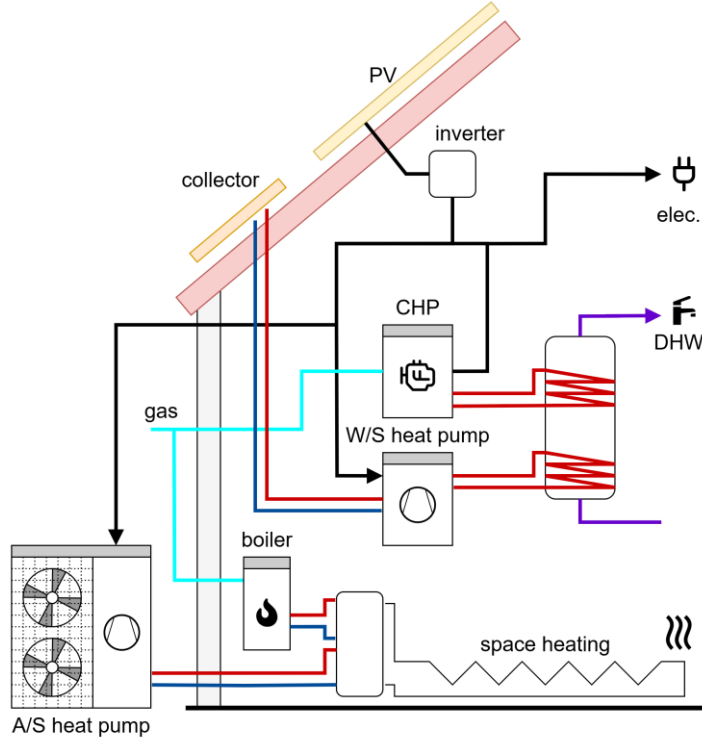 PV
inverter
collector
elec.
CHP
DHW
gas
W/S heat pump
boiler
space heating
A/S heat pump